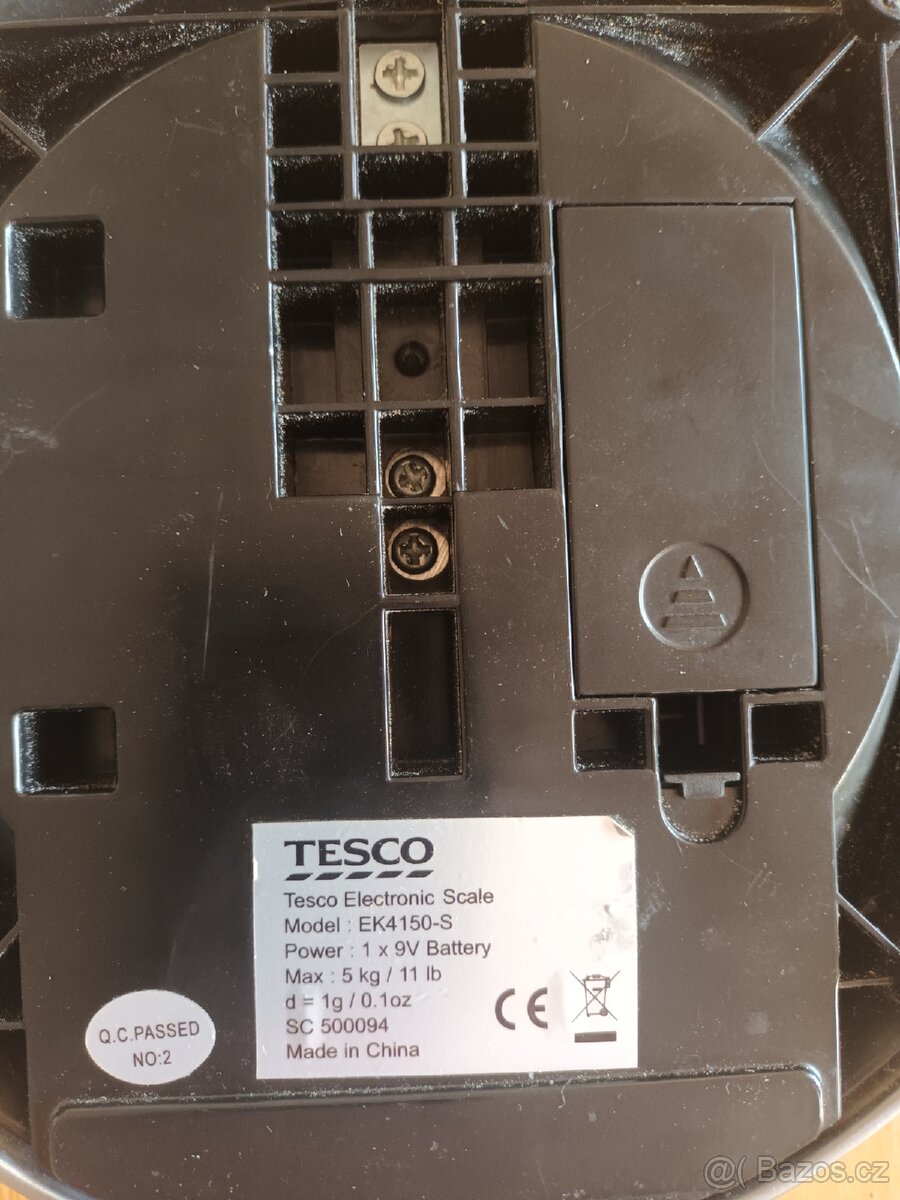 TESCO
Tesco Electronic Scale
Model : EK4150-S
Power : 1 x 9V Battery
Max : 5 kg / 11 lb
d = 1g / 0.1oz
SC 500094
Made in China
CE
Q.C.PASSED
NO:2
@( Bazos.cz